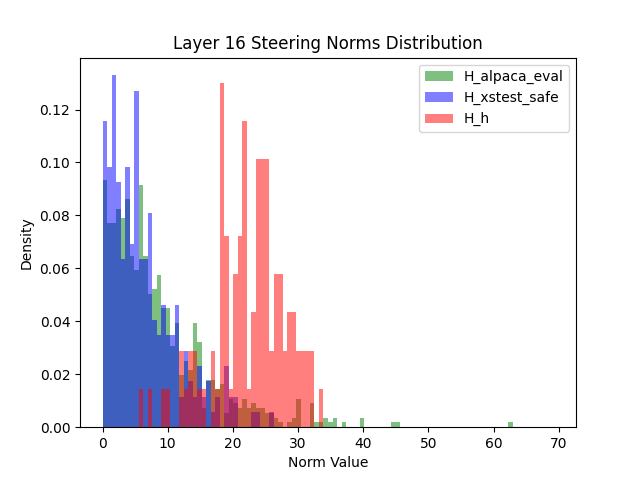 Layer 16 Steering Norms Distribution
H_alpaca_eval
H_xstest_safe
H_h
Density
0.12
0.10
0.08
0.06
0.04
0.02
0.00
0 10 20 30 40 50 60 70
Norm Value